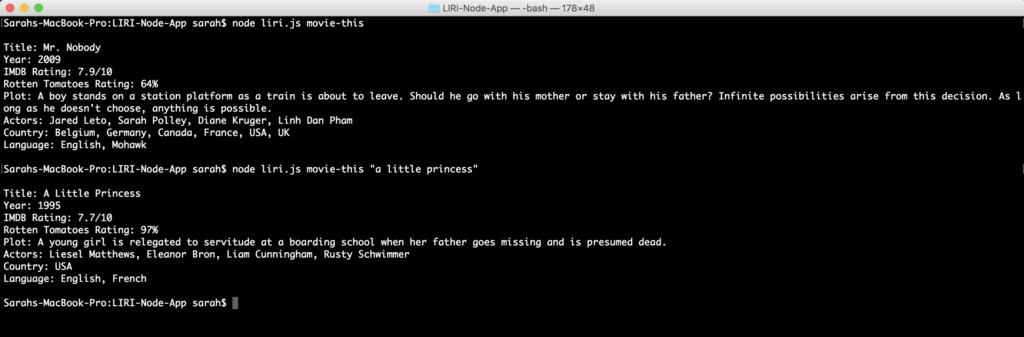 LIRI-Node-App — -bash — 178×48
[Sarahs-MacBook-Pro:LIRI-Node-App sarah$ node liri.js movie-this
Title: Mr. Nobody
Year: 2009
IMDB Rating: 7.9/10
Rotten Tomatoes Rating: 64%
Plot: A boy stands on a station platform as a train is about to leave. Should he go with his mother or stay with his father? Infinite possibilities arise from this decision. As l
ong as he doesn't choose, anything is possible.
Actors: Jared Leto, Sarah Polley, Diane Kruger, Linh Dan Pham
Country: Belgium, Germany, Canada, France, USA, UK
Language: English, Mohawk
[Sarahs-MacBook-Pro:LIRI-Node-App sarah$ node liri.js movie-this "a little princess"
Title: A Little Princess
Year: 1995
IMDB Rating: 7.7/10
Rotten Tomatoes Rating: 97%
Plot: A young girl is relegated to servitude at a boarding school when her father goes missing and is presumed dead.
Actors: Liesel Matthews, Eleanor Bron, Liam Cunningham, Rusty Schwimmer
Country: USA
Language: English, French
Sarahs-MacBook-Pro:LIRI-Node-App sarah$